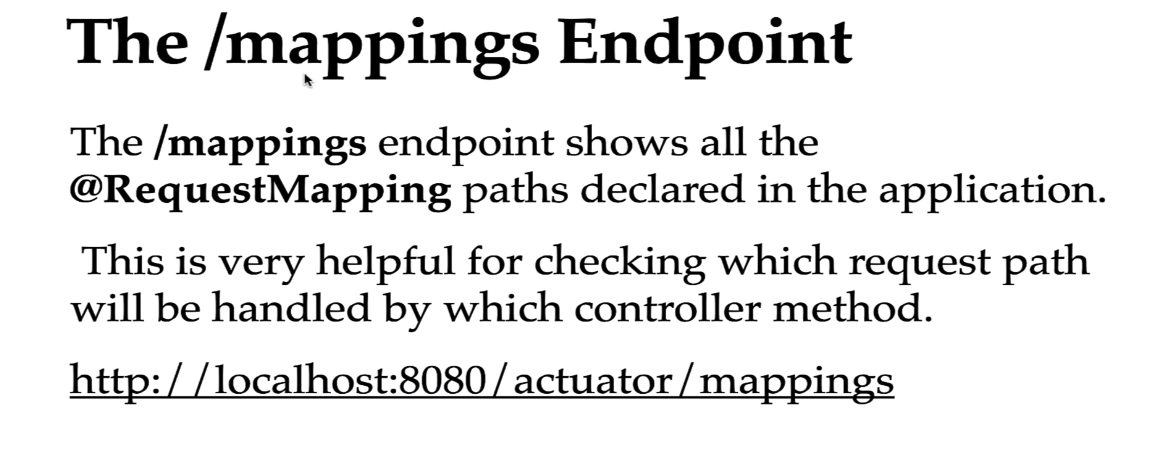 The /mappings Endpoint
The /mappings endpoint shows all the
@RequestMapping paths declared in the application.
This is very helpful for checking which request path
will be handled by which controller method.
http://localhost:8080/actuator/mappings